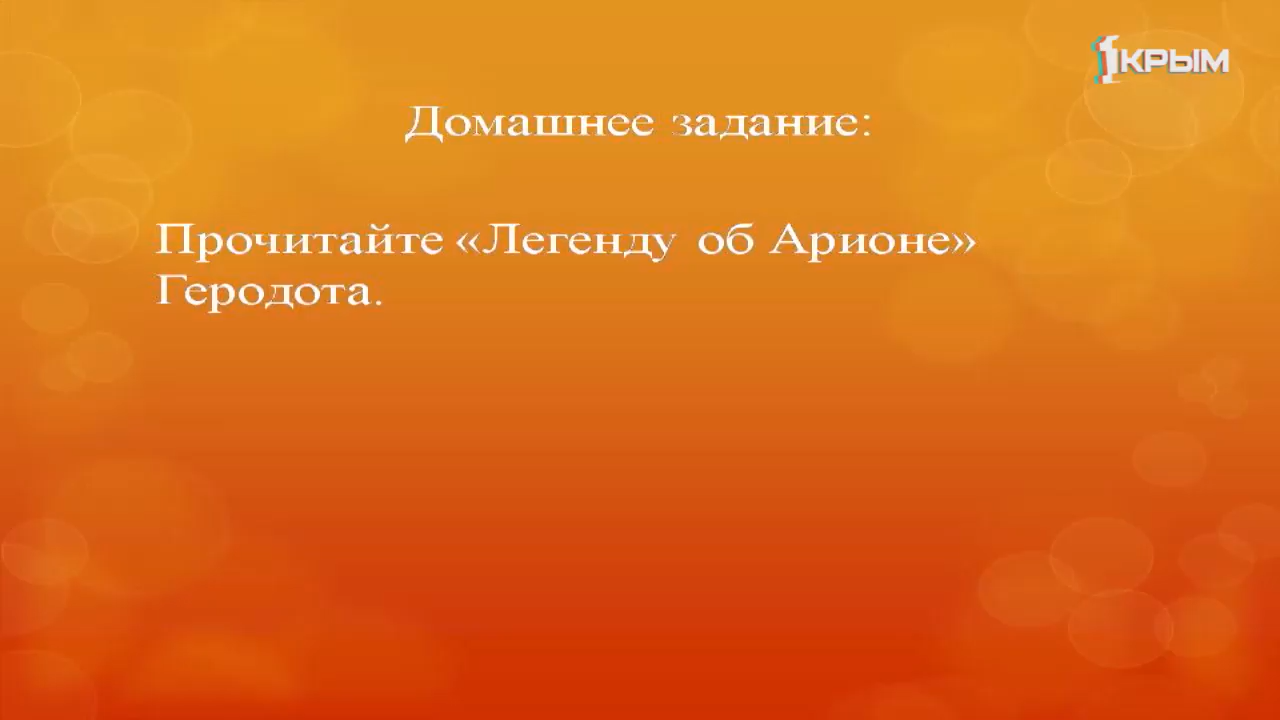 1КРЫМ
Домашнее задание:
Прочитайте «Легенду об Арионе»
Геродота.